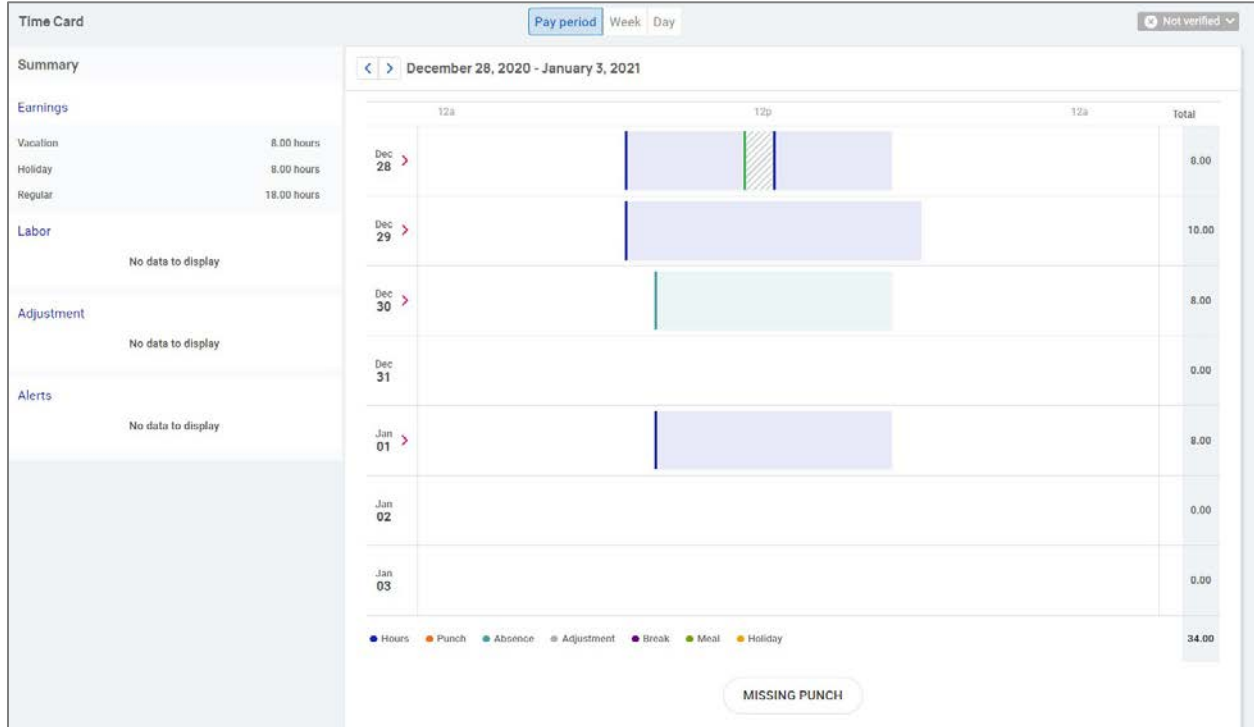 Time Card
Pay period Week Day
Not verified
Summary
December 28, 2020 - January 3, 2021
Earnings
Vacation 8.00 hours
Holiday 8.00 hours
Regular 18.00 hours
Labor
No data to display
Adjustment
No data to display
Alerts
No data to display
12a 12p 12a Total
Dec
28 8.00
Dec
29 10.00
Dec
30 8.00
Dec
31 0.00
Jan
01 8.00
Jan
02 0.00
Jan
03 0.00
Hours Punch Absence Adjustment Break Meal Holiday 34.00
MISSING PUNCH